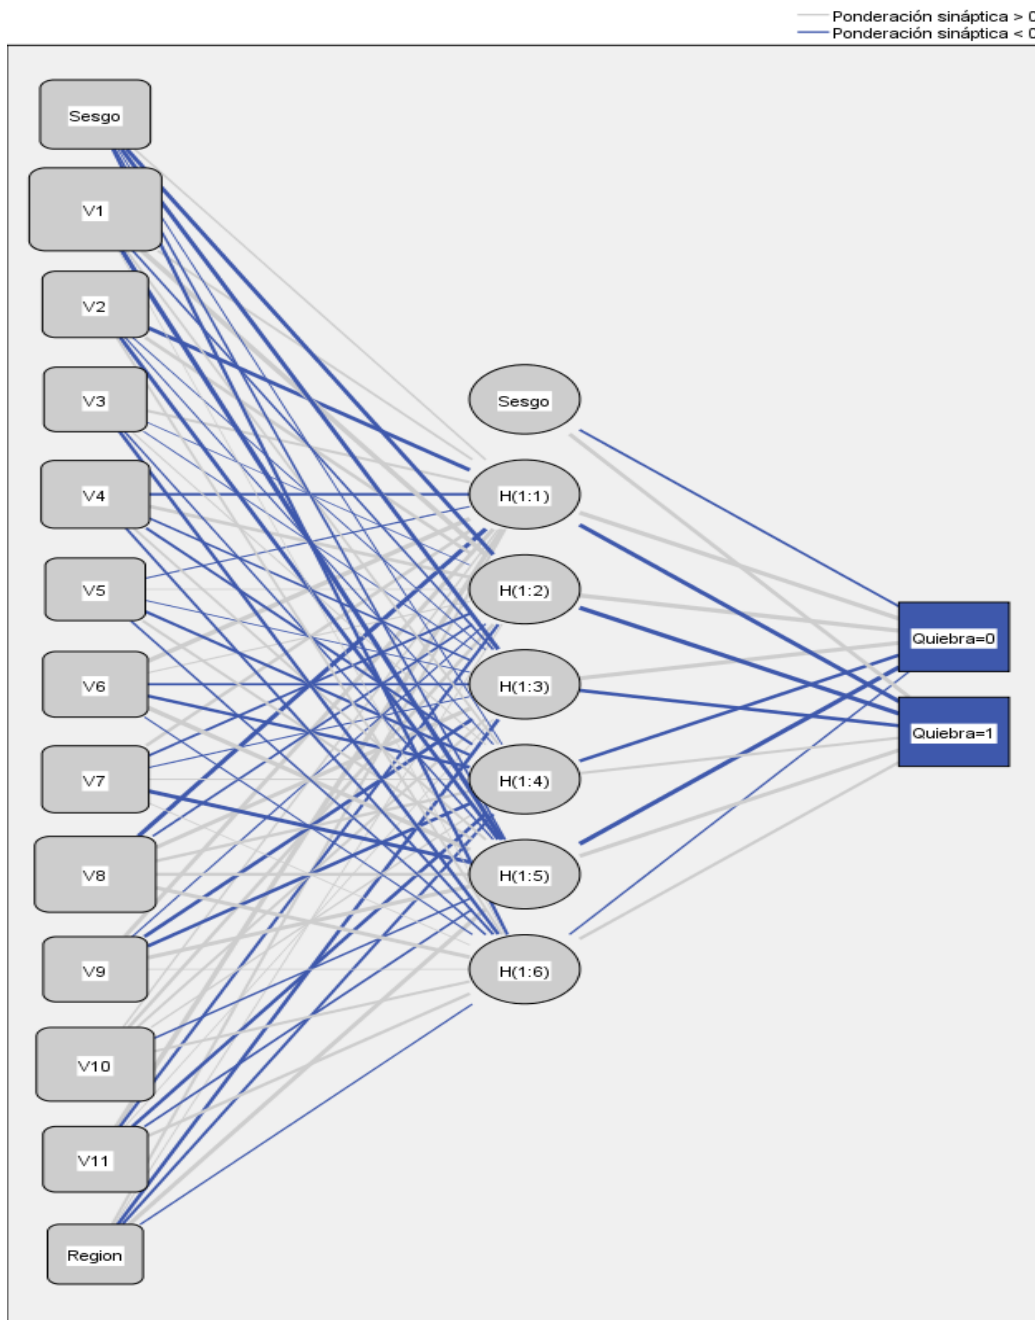 Ponderación sináptica > 0
Ponderación sináptica < 0
Sesgo
V1
V2
V3
V4
V5
V6
V7
V8
V9
V10
V11
Region
Sesgo
H(1:1)
H(1:2)
H(1:3)
H(1:4)
H(1:5)
H(1:6)
Quiebra=0
Quiebra=1